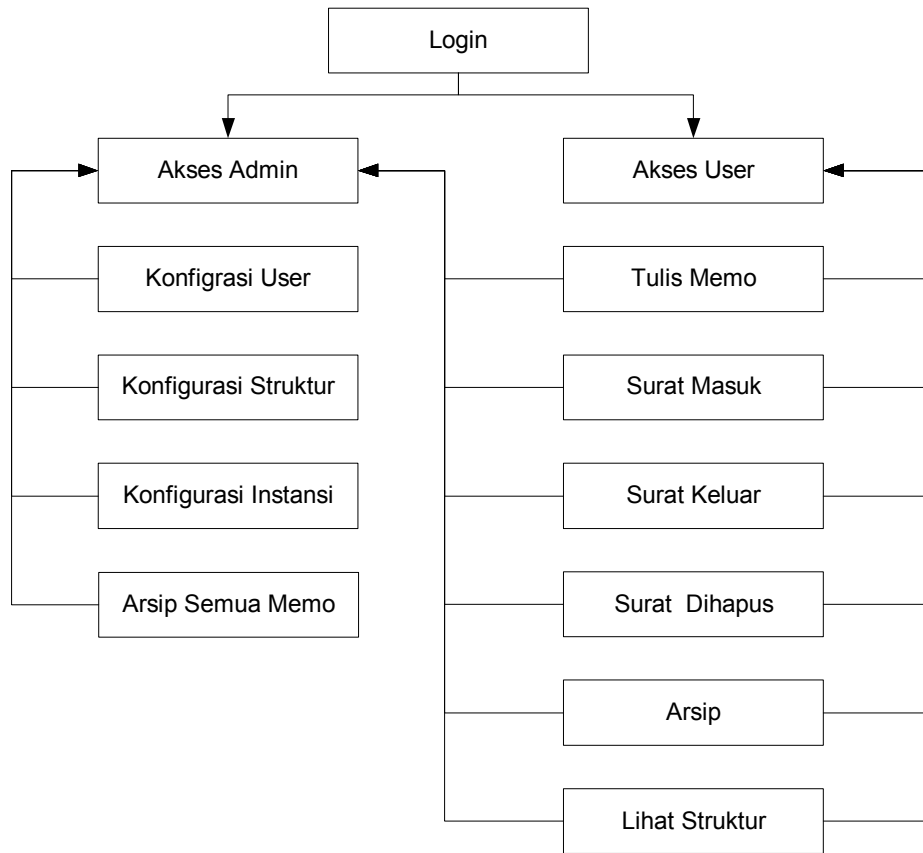 Login
Akses Admin
Akses User
Konfigrasi User
Tulis Memo
Konfigurasi Struktur
Surat Masuk
Konfigurasi Instansi
Surat Keluar
Arsip Semua Memo
Surat  Dihapus
Arsip
Lihat Struktur